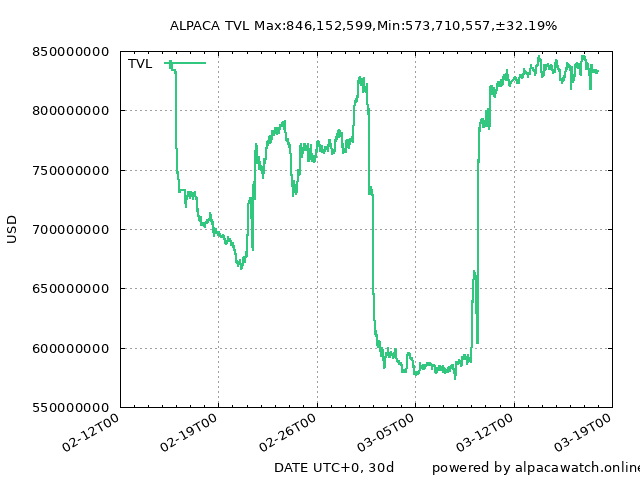 ALPACA TVL Max:846,152,599,Min:573,710,557,±32.19%
850000000
TVL
800000000
750000000
700000000
USD
650000000
600000000
550000000
02-12T00
02-19T00
02-26T00
03-05T00
03-12T00
03-19T00
DATE UTC+0, 30d
powered by alpacawatch.online